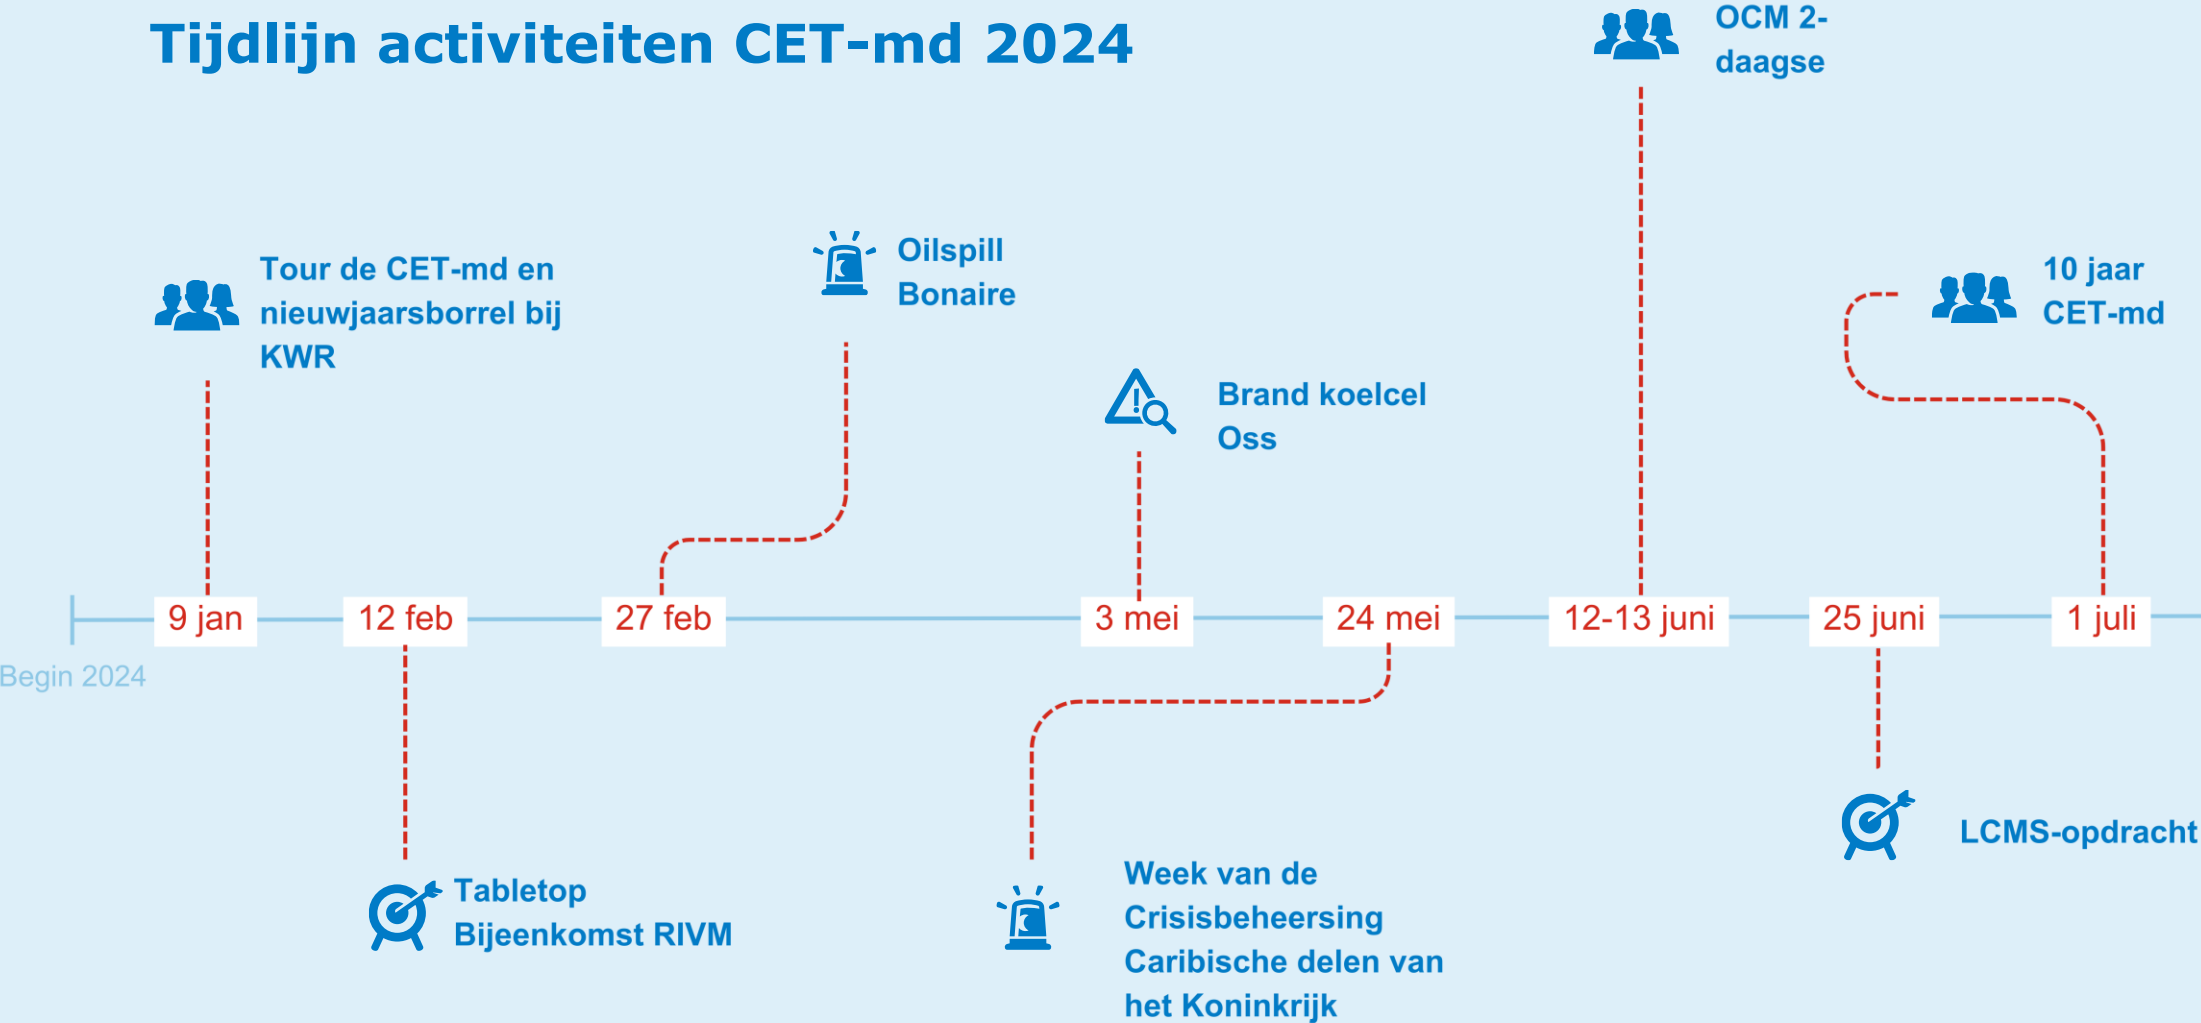 Tijdlijn activiteiten CET-md 2024
OCM 2-
daagse
Tour de CET-md en
nieuwjaarsborrel bij
KWR
Oilspill
Bonaire
Brand koelcel
Oss
10 jaar
CET-md
9 jan
12 feb
27 feb
3 mei
24 mei
12-13 juni
25 juni
1 juli
Begin 2024
Tabletop
Bijeenkomst RIVM
Week van de
Crisisbeheersing
Caribische delen van
het Koninkrijk
LCMS-opdracht